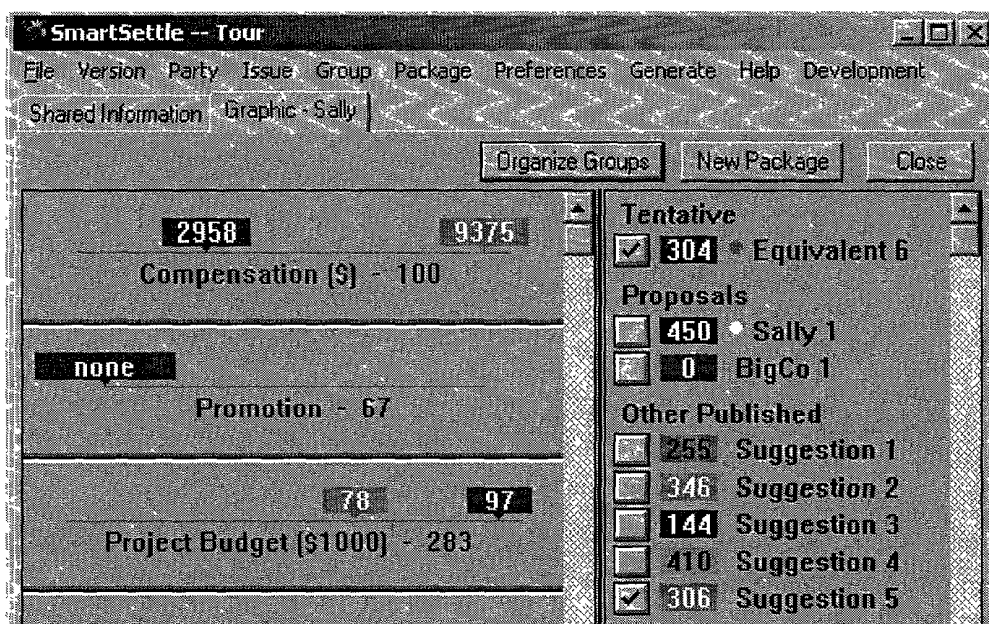 SmartSettle -- Tour
File Version Party Issue Group Package Preferences Generate Help Development
Shared Information Graphic - Sally
Organize Groups New Package Close
2958 9375
Compensation ($) - 100
none
Promotion - 67
78 97
Project Budget ($1000) - 283
Tentative
304 Equivalent 6
Proposals
450 Sally 1
0 BigCo 1
Other Published
255 Suggestion 1
346 Suggestion 2
144 Suggestion 3
410 Suggestion 4
306 Suggestion 5